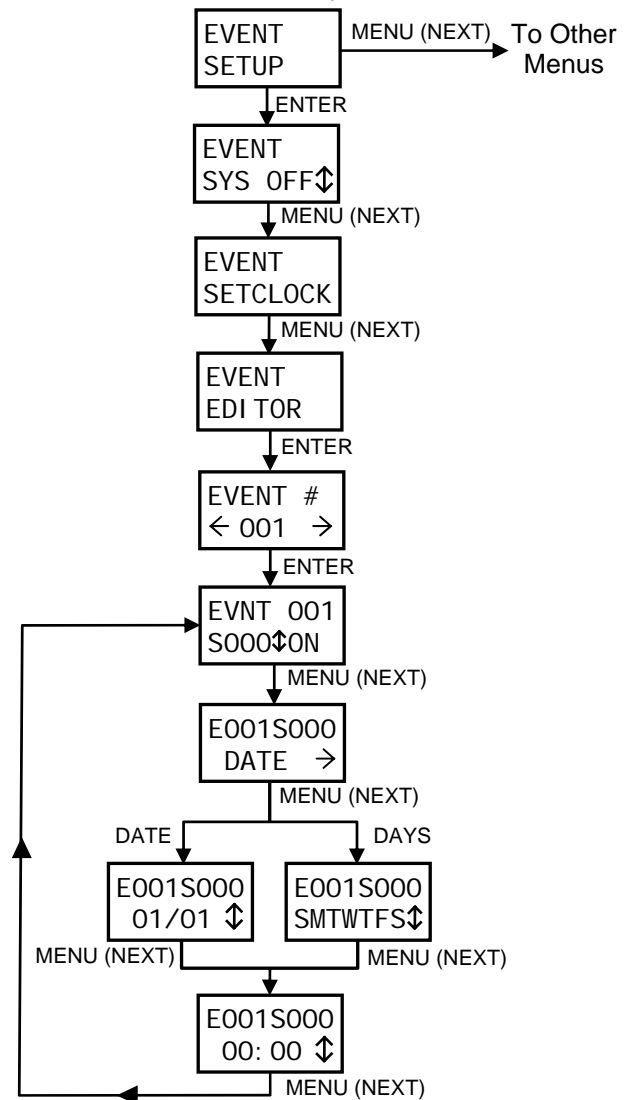 EVENT
SETUP
MENU (NEXT)
To Other
Menus
ENTER
EVENT
SYS OFF↕
MENU (NEXT)
EVENT
SETCLOCK
MENU (NEXT)
EVENT
EDITOR
ENTER
EVENT #
← 001 →
ENTER
EVNT 001
S000↕ON
MENU (NEXT)
E001S000
DATE →
MENU (NEXT)
DATE
DAYS
E001S000
01/01 ↕
E001S000
SMTWTFS↕
MENU (NEXT)
MENU (NEXT)
E001S000
00:00 ↕
MENU (NEXT)